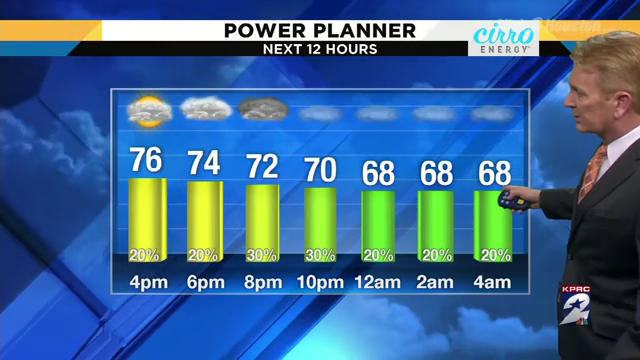 POWER PLANNER
NEXT 12 HOURS
cirro
ENERGY
76 74 72 70 68 68 68
20% 20% 30% 30% 20% 20% 20%
4pm 6pm 8pm 10pm 12am 2am 4am
KPRC
2